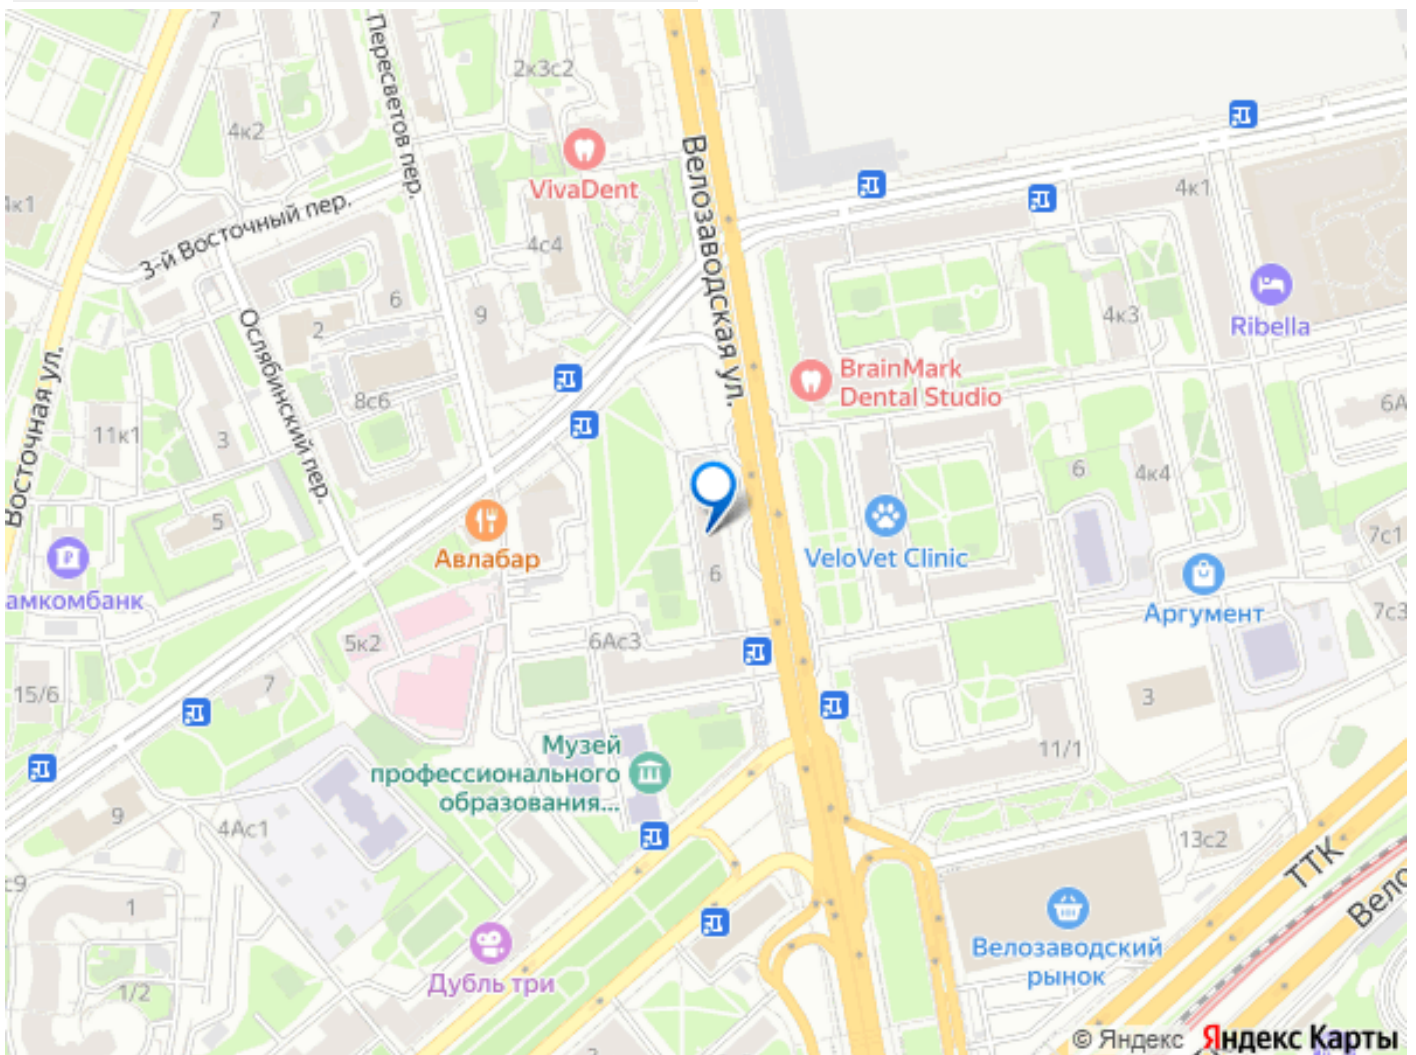 7
Пересветов пер.
2к3с2
4к2
VivaDent
Велозаводская ул.
4к1
4к1
3-й Восточный пер.
4с4
6
9
2
4к3
Ribella
Ослябинский пер.
BrainMark
Dental Studio
8с6
6А
Восточная ул.
11к1
3
6
4к4
5
Авлабар
VeloVet Clinic
7с1
6
амкомбанк
Аргумент
7с3
5к2
6Ас3
15/6
7
3
11/1
Музей
профессионального
образования...
9
4Ас1
13с2
ТТК
с9
1
Вело
Велозаводский
рынок
Дубль три
1/2
2
© Яндекс Яндекс Карты